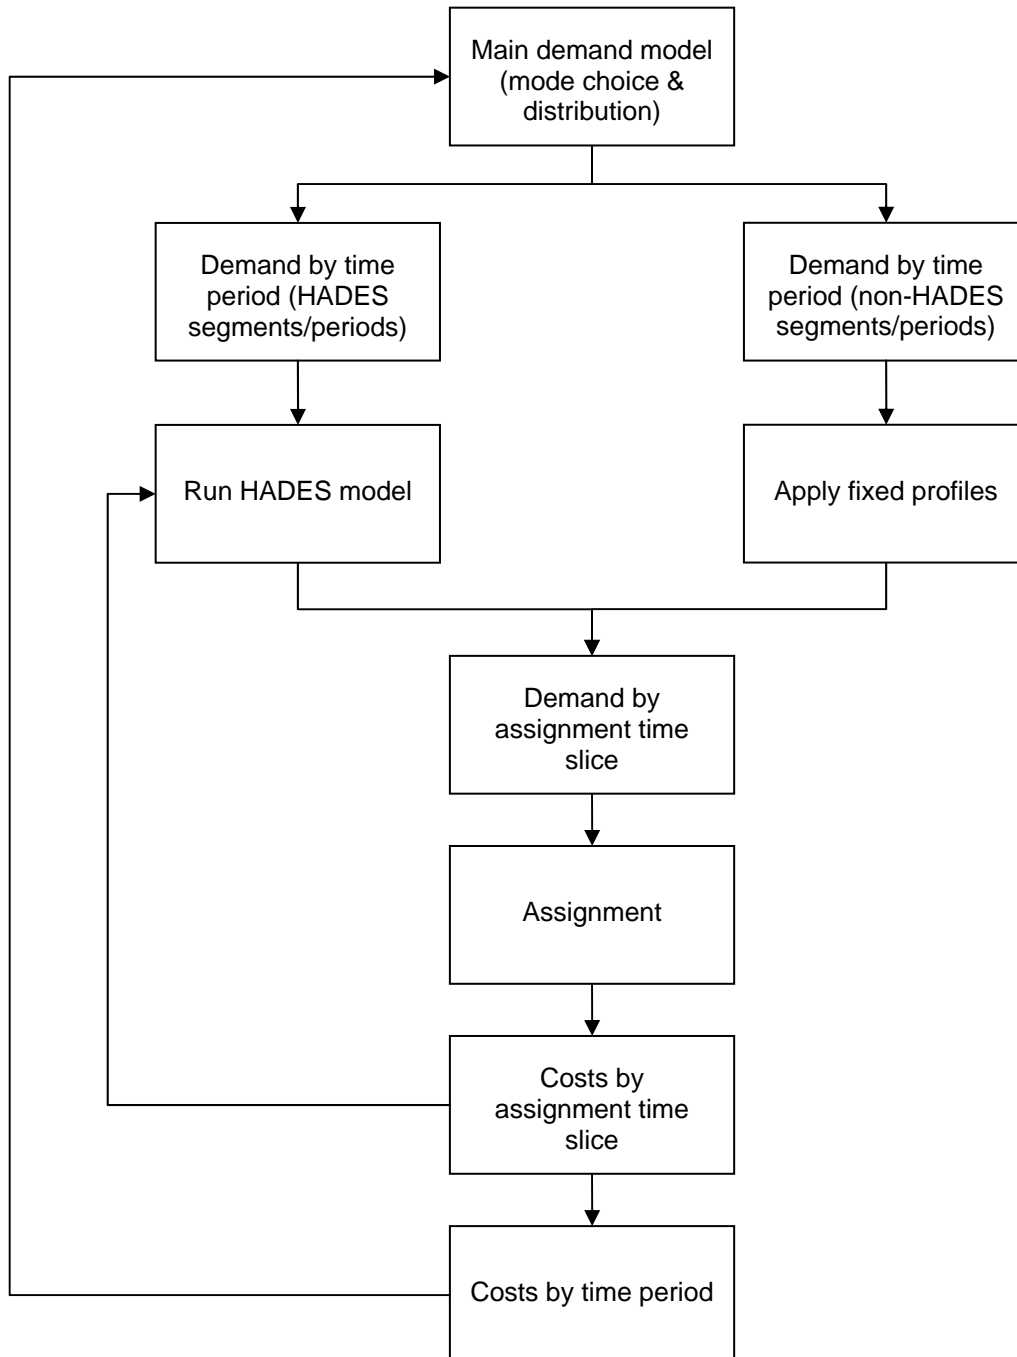 Main demand model
(mode choice &
distribution)
Demand by time
period (HADES
segments/periods)
Demand by time
period (non-HADES
segments/periods)
Run HADES model
Apply fixed profiles
Demand by
assignment time
slice
Assignment
Costs by
assignment time
slice
Costs by time period